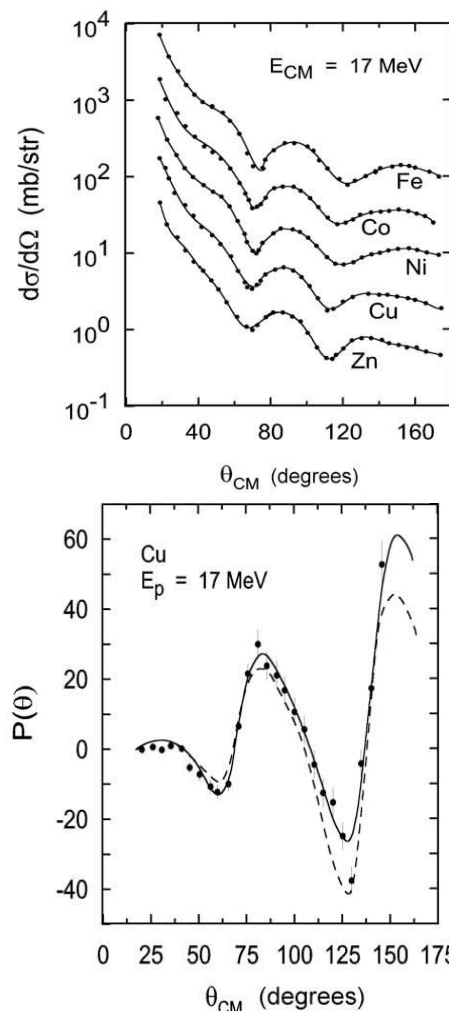 10^4
E_CM = 17 MeV
10^3
dσ/dΩ (mb/str)
10^2
Fe
Co
10^1
Ni
Cu
10^0
Zn
10^-1
0 40 80 120 160
θ_CM (degrees)
60
Cu
E_p = 17 MeV
40
P(θ)
20
0
-20
-40
0 25 50 75 100 125 150 175
θ_CM (degrees)